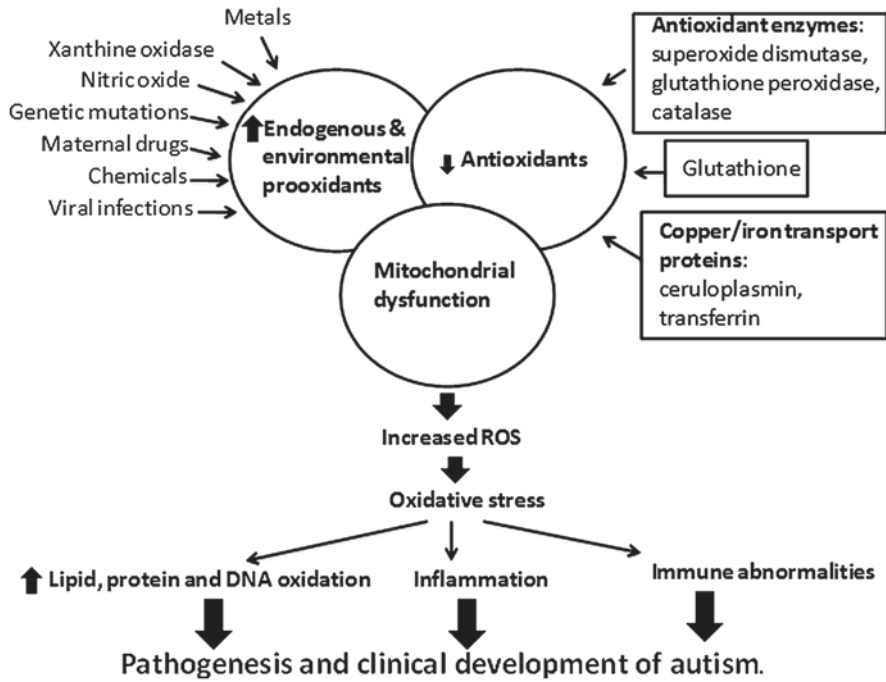 Metals
Xanthine oxidase
Nitric oxide
Genetic mutations
Maternal drugs
Chemicals
Viral infections
Endogenous &
environmental
prooxidants
Antioxidants
Mitochondrial
dysfunction
Antioxidant enzymes:
superoxide dismutase,
glutathione peroxidase,
catalase
Glutathione
Copper/iron transport
proteins:
ceruloplasmin,
transferrin
Increased ROS
Oxidative stress
Lipid, protein and DNA oxidation
Inflammation
Immune abnormalities
Pathogenesis and clinical development of autism.